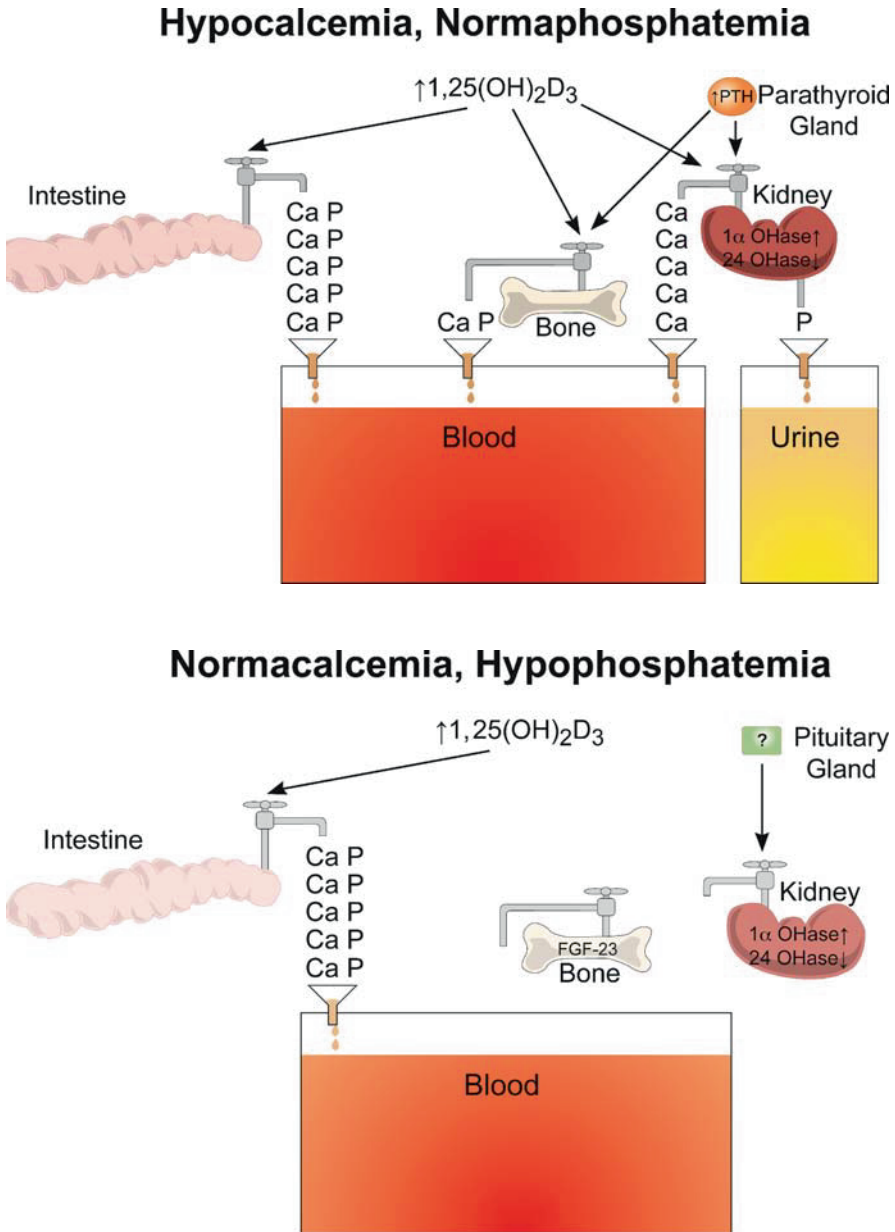 Hypocalcemia, Normaphosphatemia
↑1,25(OH)₂D₃
↑PTH Parathyroid
Gland
Intestine
Kidney
1α OHase↑
24 OHase↓
Ca P
Ca P
Ca P
Ca P
Ca P
Ca P
Bone
Ca
Ca
Ca
Ca
Ca
P
Blood
Urine
Normacalcemia, Hypophosphatemia
↑1,25(OH)₂D₃
? Pituitary
Gland
Intestine
Kidney
1α OHase↑
24 OHase↓
Ca P
Ca P
Ca P
Ca P
Ca P
FGF-23
Bone
Blood